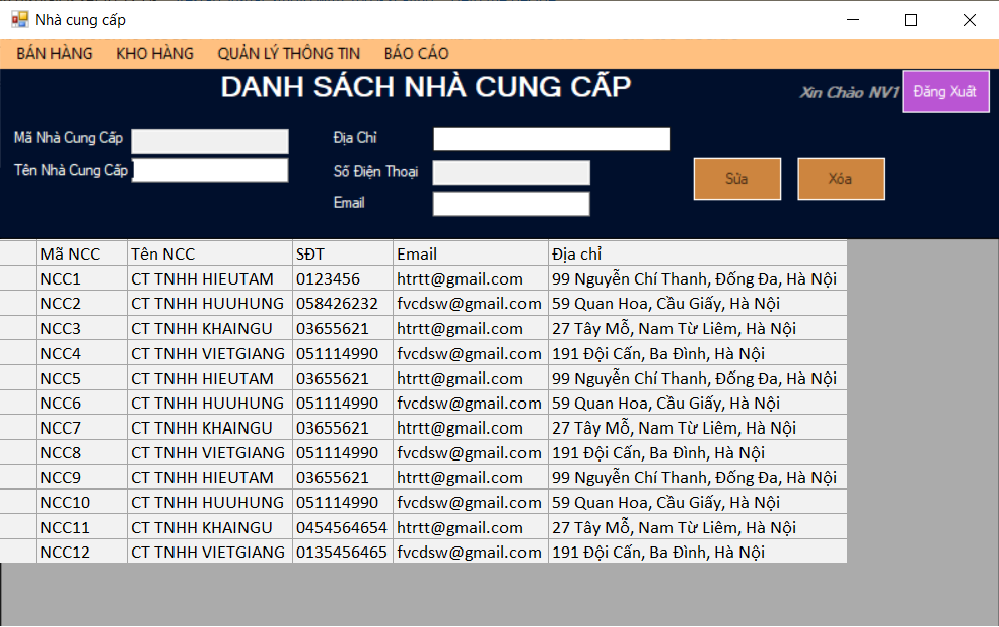 Nhà cung cấp
BÁN HÀNG KHO HÀNG QUẢN LÝ THÔNG TIN BÁO CÁO
DANH SÁCH NHÀ CUNG CẤP
Xin Chào NV1 Đăng Xuất
Mã Nhà Cung Cấp Địa Chỉ
Tên Nhà Cung Cấp Số Điện Thoại Sửa Xóa
Email
Mã NCC Tên NCC SĐT Email Địa chỉ
NCC1 CT TNHH HIEUTAM 0123456 htrtt@gmail.com 99 Nguyễn Chí Thanh, Đống Đa, Hà Nội
NCC2 CT TNHH HUUHUNG 058426232 fvcdsw@gmail.com 59 Quan Hoa, Cầu Giấy, Hà Nội
NCC3 CT TNHH KHAINGU 03655621 htrtt@gmail.com 27 Tây Mỗ, Nam Từ Liêm, Hà Nội
NCC4 CT TNHH VIETGIANG 051114990 fvcdsw@gmail.com 191 Đội Cấn, Ba Đình, Hà Nội
NCC5 CT TNHH HIEUTAM 03655621 htrtt@gmail.com 99 Nguyễn Chí Thanh, Đống Đa, Hà Nội
NCC6 CT TNHH HUUHUNG 051114990 fvcdsw@gmail.com 59 Quan Hoa, Cầu Giấy, Hà Nội
NCC7 CT TNHH KHAINGU 03655621 htrtt@gmail.com 27 Tây Mỗ, Nam Từ Liêm, Hà Nội
NCC8 CT TNHH VIETGIANG 051114990 fvcdsw@gmail.com 191 Đội Cấn, Ba Đình, Hà Nội
NCC9 CT TNHH HIEUTAM 03655621 htrtt@gmail.com 99 Nguyễn Chí Thanh, Đống Đa, Hà Nội
NCC10 CT TNHH HUUHUNG 051114990 fvcdsw@gmail.com 59 Quan Hoa, Cầu Giấy, Hà Nội
NCC11 CT TNHH KHAINGU 0454564654 htrtt@gmail.com 27 Tây Mỗ, Nam Từ Liêm, Hà Nội
NCC12 CT TNHH VIETGIANG 0135456465 fvcdsw@gmail.com 191 Đội Cấn, Ba Đình, Hà Nội